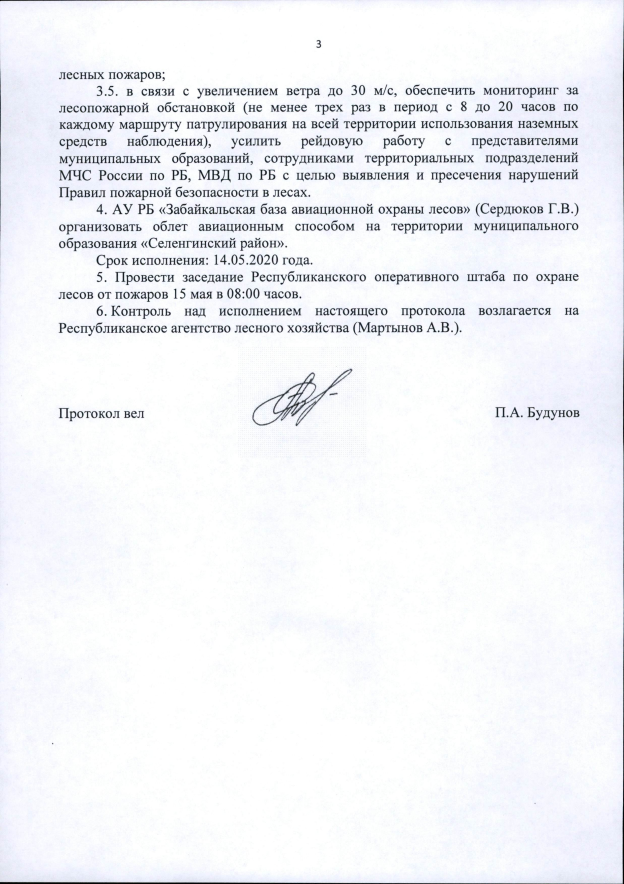 3
лесных пожаров;
3.5. в связи с увеличением ветра до 30 м/с, обеспечить мониторинг за
лесопожарной обстановкой (не менее трех раз в период с 8 до 20 часов по
каждому маршруту патрулирования на всей территории использования наземных
средств наблюдения), усилить рейдовую работу с представителями
муниципальных образований, сотрудниками территориальных подразделений
МЧС России по РБ, МВД по РБ с целью выявления и пресечения нарушений
Правил пожарной безопасности в лесах.
4. АУ РБ «Забайкальская база авиационной охраны лесов» (Сердюков Г.В.)
организовать облет авиационным способом на территории муниципального
образования «Селенгинский район».
Срок исполнения: 14.05.2020 года.
5. Провести заседание Республиканского оперативного штаба по охране
лесов от пожаров 15 мая в 08:00 часов.
6. Контроль над исполнением настоящего протокола возлагается на
Республиканское агентство лесного хозяйства (Мартынов А.В.).
Протокол вел П.А. Будунов